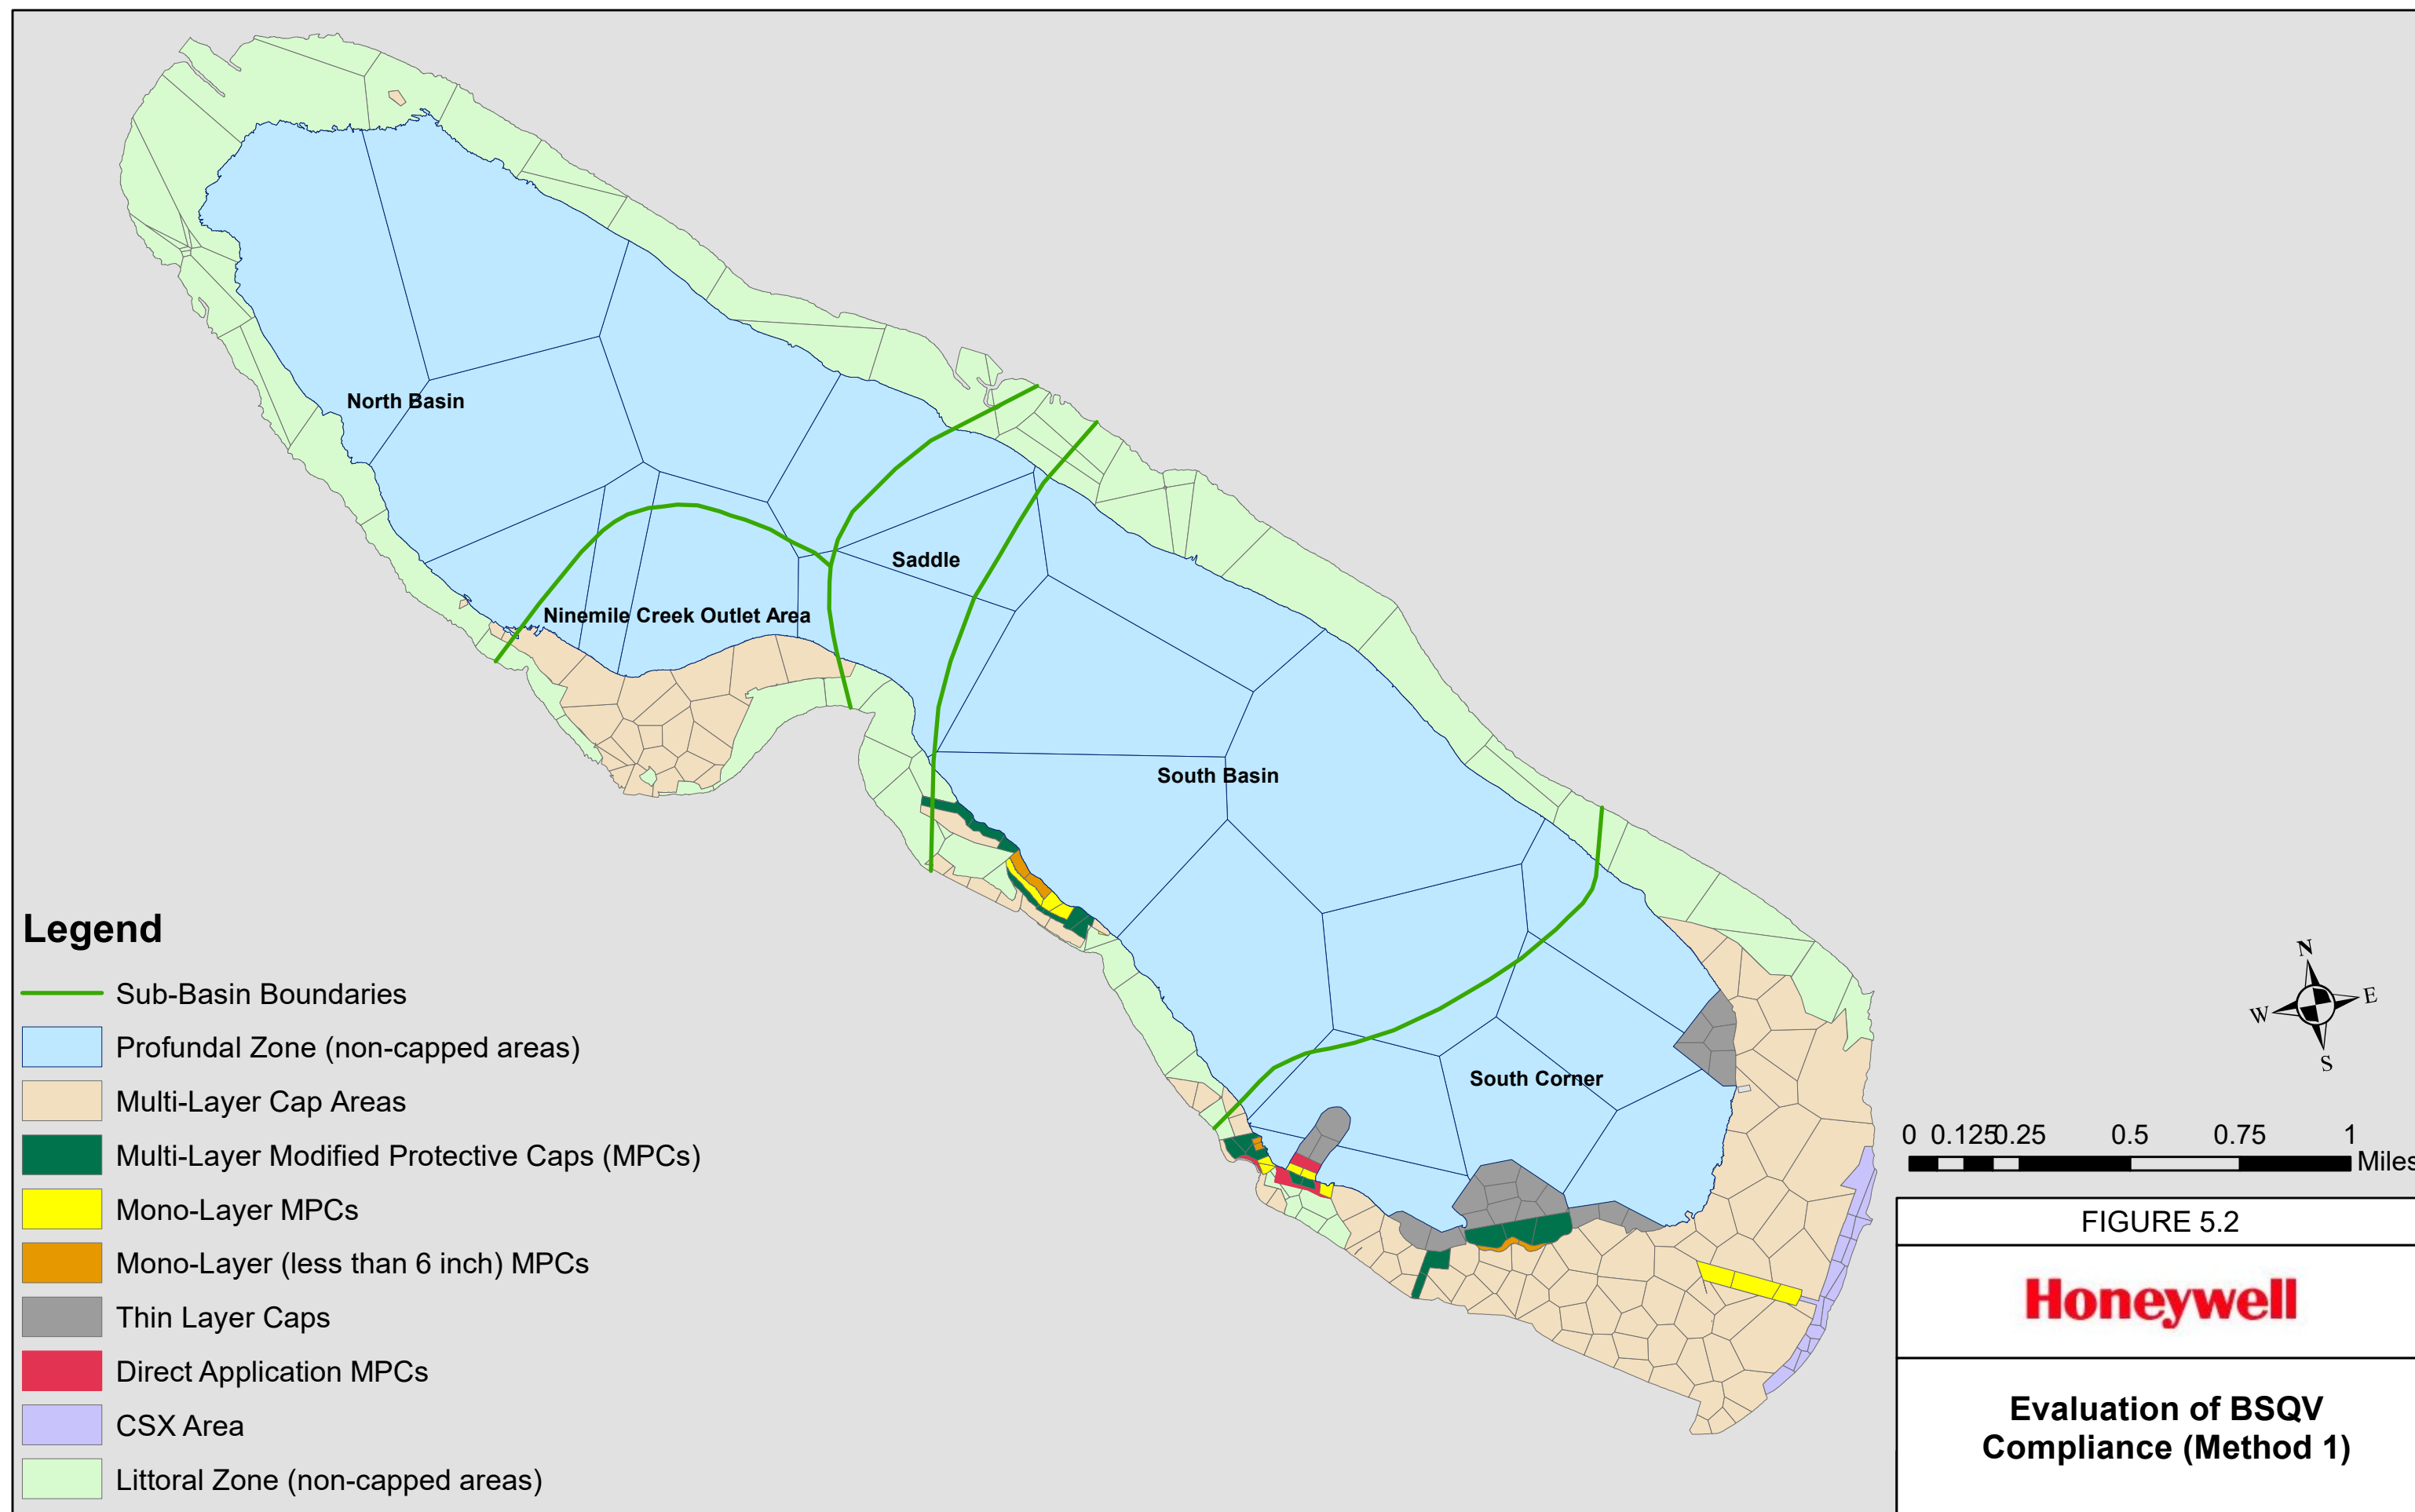 North Basin
Saddle
Ninemile Creek Outlet Area
South Basin
South Corner
Legend
Sub-Basin Boundaries
Profundal Zone (non-capped areas)
Multi-Layer Cap Areas
Multi-Layer Modified Protective Caps (MPCs)
Mono-Layer MPCs
Mono-Layer (less than 6 inch) MPCs
Thin Layer Caps
Direct Application MPCs
CSX Area
Littoral Zone (non-capped areas)
N
W E
S
0 0.125 0.25 0.5 0.75 1
Miles
FIGURE 5.2
Honeywell
Evaluation of BSQV
Compliance (Method 1)